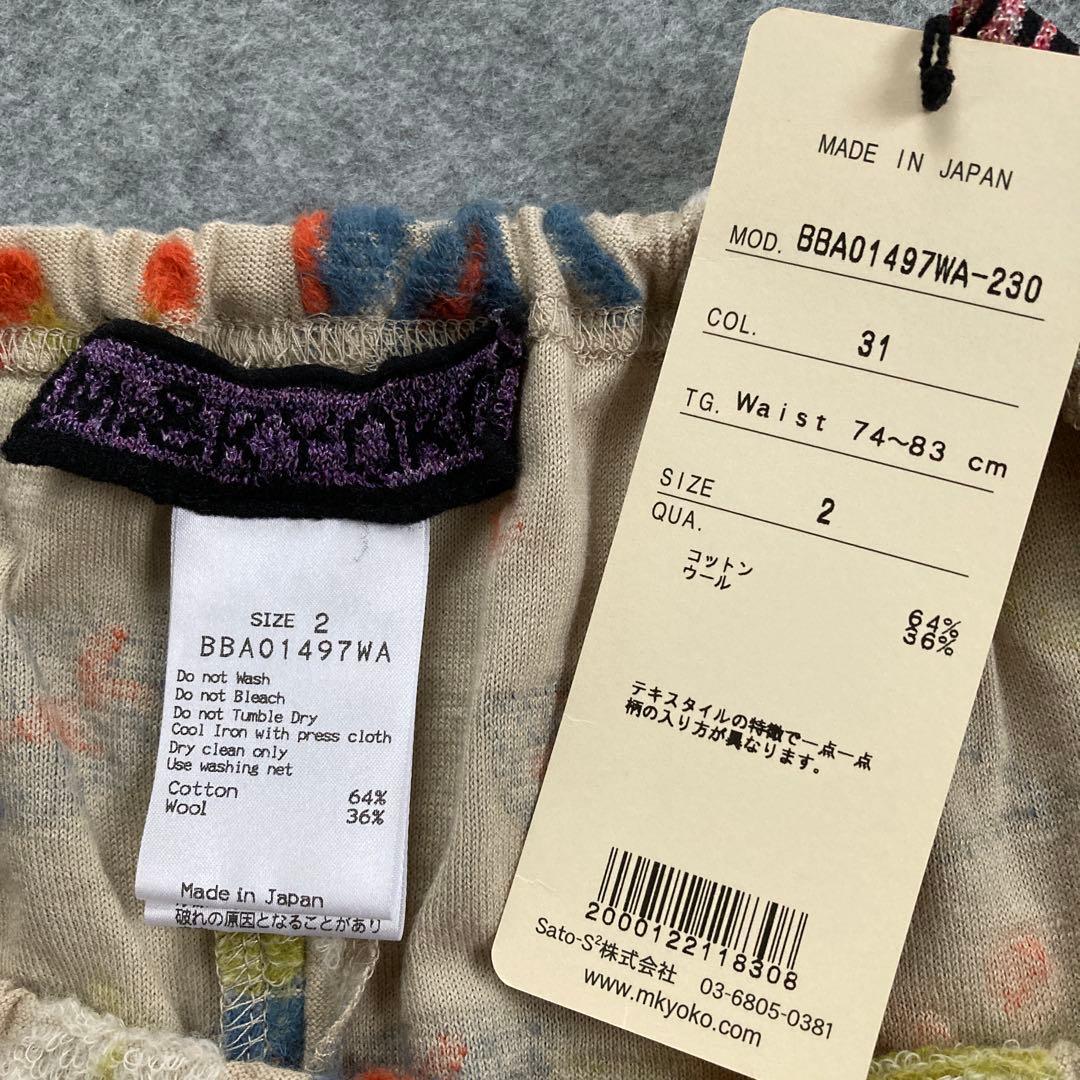 M.&KYOKO
SIZE 2
BBA01497WA
Do not Wash
Do not Bleach
Do not Tumble Dry
Cool Iron with press cloth
Dry clean only
Use washing net
Cotton 64%
Wool 36%
Made in Japan
破れの原因となることがあり
MADE IN JAPAN
MOD. BBA01497WA-230
COL. 31
TG. Waist 74~83 cm
SIZE 2
QUA.
コットン 64%
ウール 36%
テキスタイルの特徴で一点一点
柄の入り方が異なります。
2000122118308
Sato-S²株式会社 03-6805-0381
www.mkyoko.com